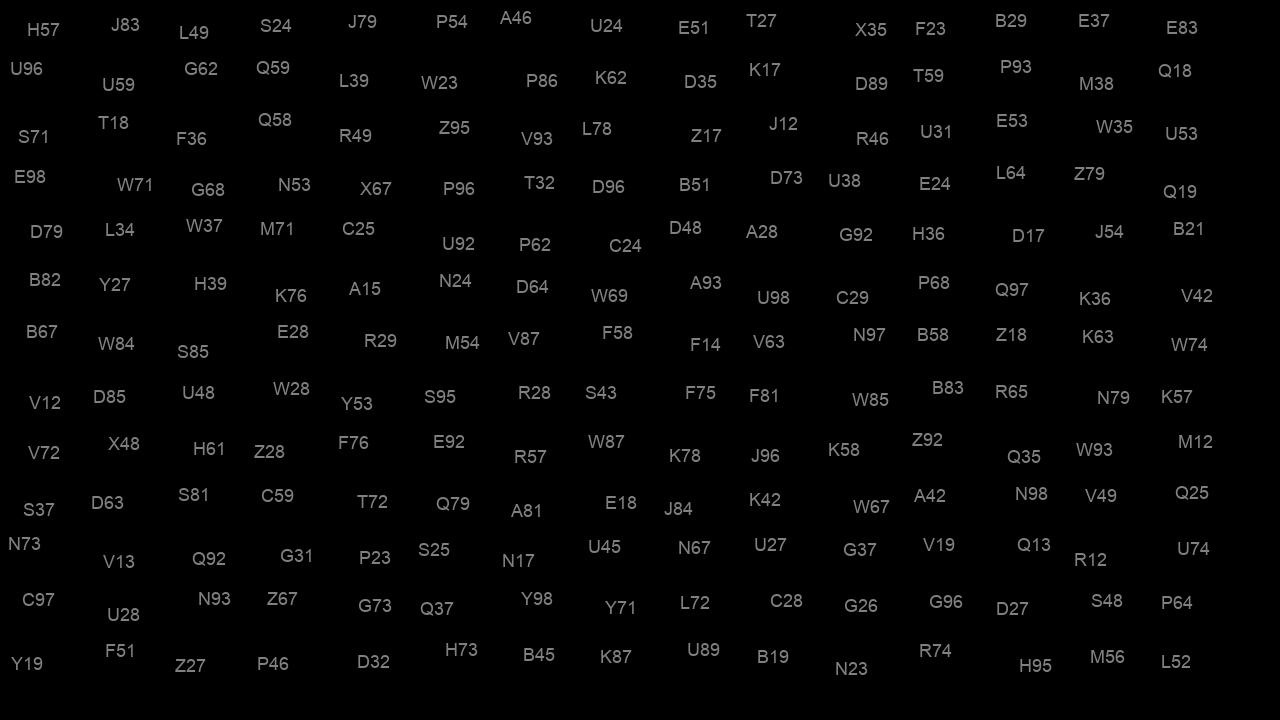 H57 J83 L49 S24 J79 P54 A46 U24 E51 T27 X35 F23 B29 E37 E83
U96 U59 G62 Q59 L39 W23 P86 K62 D35 K17 D89 T59 P93 M38 Q18
S71 T18 F36 Q58 R49 Z95 V93 L78 Z17 J12 R46 U31 E53 W35 U53
E98 W71 G68 N53 X67 P96 T32 D96 B51 D73 U38 E24 L64 Z79 Q19
D79 L34 W37 M71 C25 U92 P62 C24 D48 A28 G92 H36 D17 J54 B21
B82 Y27 H39 K76 A15 N24 D64 W69 A93 U98 C29 P68 Q97 K36 V42
B67 W84 S85 E28 R29 M54 V87 F58 F14 V63 N97 B58 Z18 K63 W74
V12 D85 U48 W28 Y53 S95 R28 S43 F75 F81 W85 B83 R65 N79 K57
V72 X48 H61 Z28 F76 E92 R57 W87 K78 J96 K58 Z92 Q35 W93 M12
S37 D63 S81 C59 T72 Q79 A81 E18 J84 K42 W67 A42 N98 V49 Q25
N73 V13 Q92 G31 P23 S25 N17 U45 N67 U27 G37 V19 Q13 R12 U74
C97 U28 N93 Z67 G73 Q37 Y98 Y71 L72 C28 G26 G96 D27 S48 P64
Y19 F51 Z27 P46 D32 H73 B45 K87 U89 B19 N23 R74 H95 M56 L52